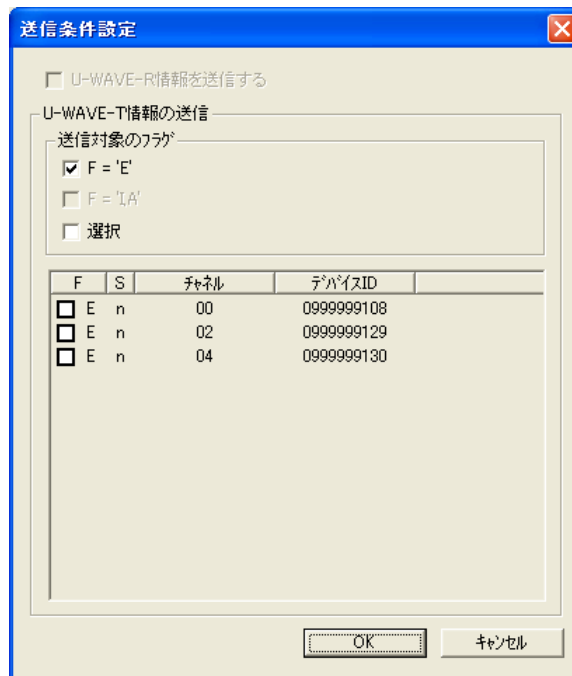 送信条件設定
U-WAVE-R情報を送信する
U-WAVE-T情報の送信
送信対象のﾌﾗｸﾞ
F = 'E'
F = 'I,A'
選択
F S ﾁｬﾈﾙ ﾃﾞﾊﾞｲｽID
E n 00 0999999108
E n 02 0999999129
E n 04 0999999130
OK ｷｬﾝｾﾙ